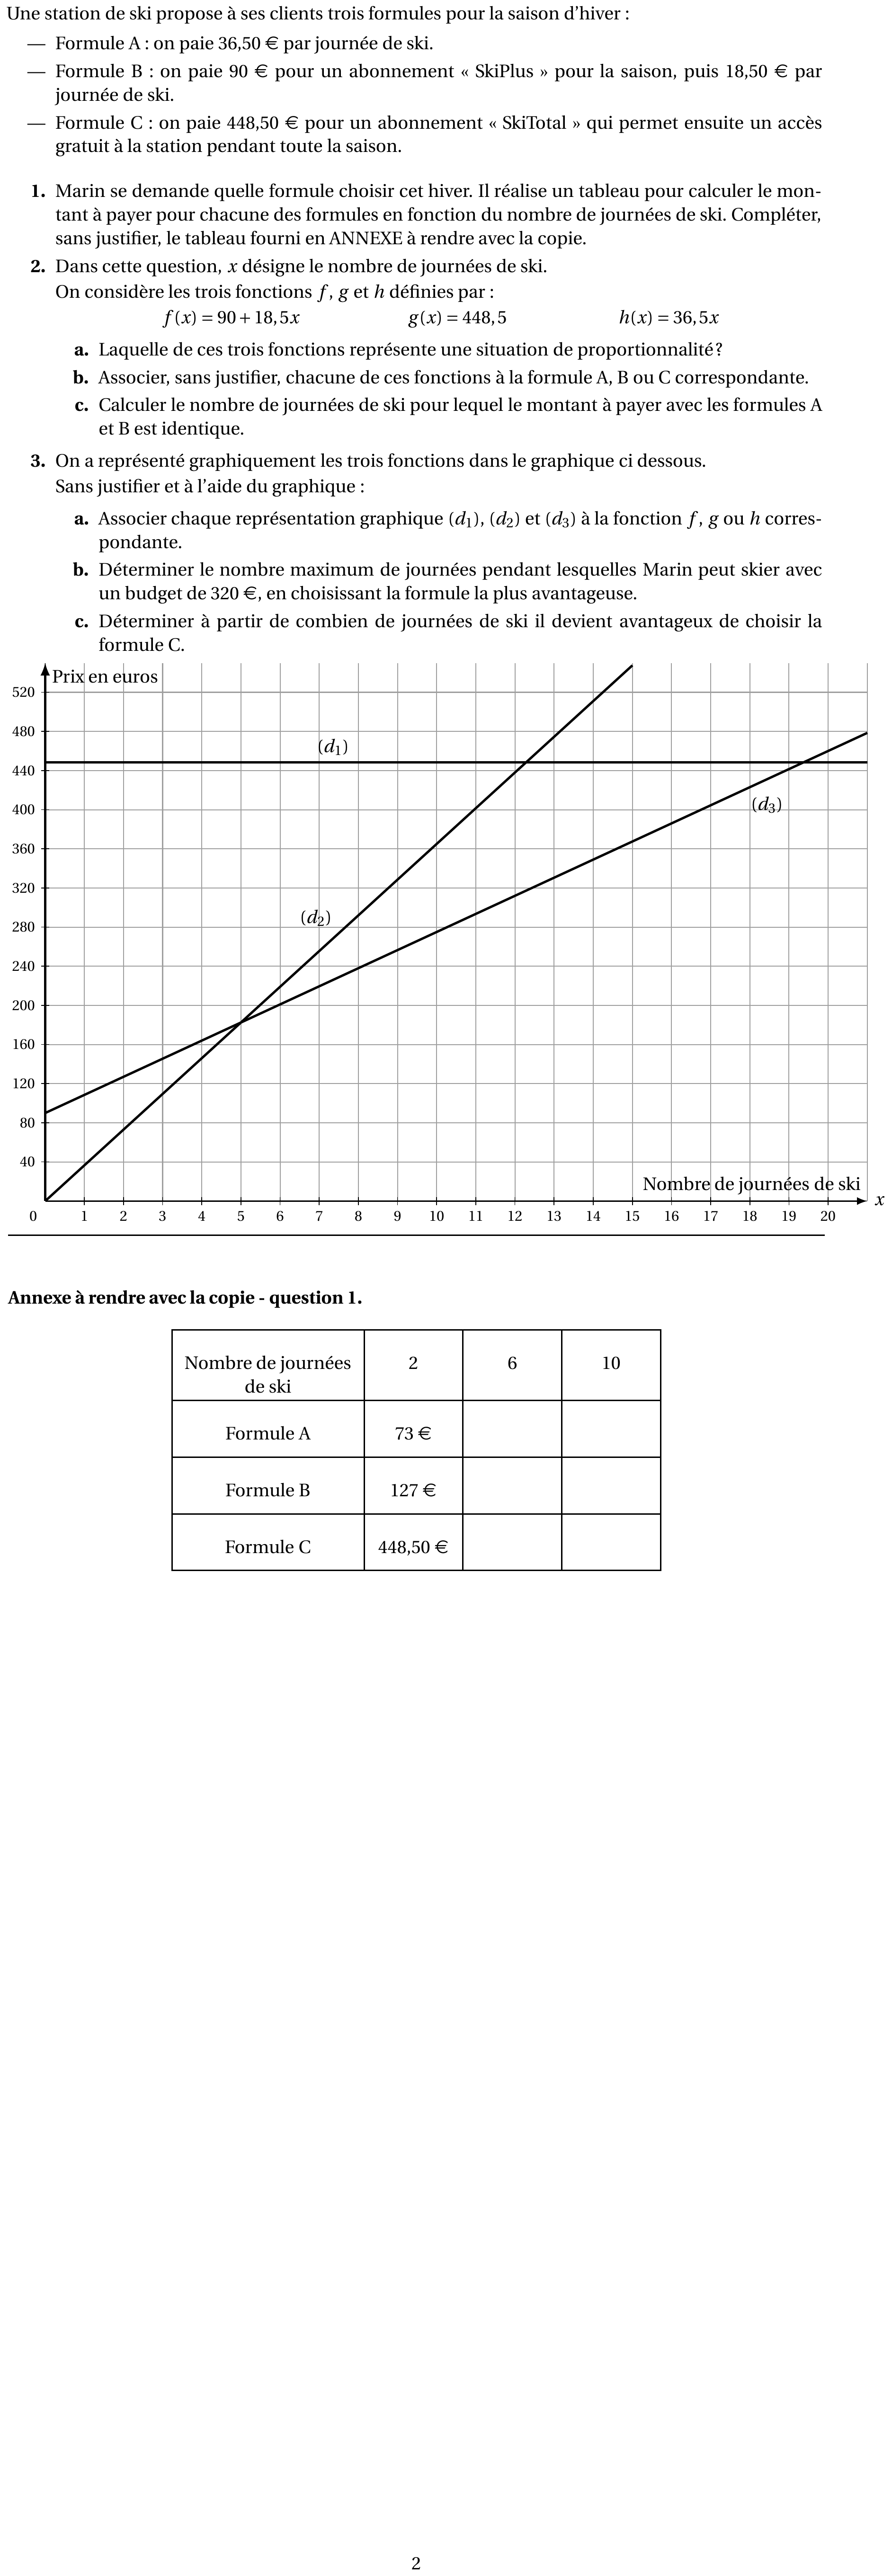 Une station de ski propose à ses clients trois formules pour la saison d'hiver :
— Formule A : on paie 36,50 € par journée de ski.
— Formule B : on paie 90 € pour un abonnement « SkiPlus » pour la saison, puis 18,50 € par
journée de ski.
— Formule C : on paie 448,50 € pour un abonnement « SkiTotal » qui permet ensuite un accès
gratuit à la station pendant toute la saison.
1. Marin se demande quelle formule choisir cet hiver. Il réalise un tableau pour calculer le mon-
tant à payer pour chacune des formules en fonction du nombre de journées de ski. Compléter,
sans justifier, le tableau fourni en ANNEXE à rendre avec la copie.
2. Dans cette question, x désigne le nombre de journées de ski.
On considère les trois fonctions f, g et h définies par :
f(x) = 90 + 18,5x g(x) = 448,5 h(x) = 36,5x
a. Laquelle de ces trois fonctions représente une situation de proportionnalité ?
b. Associer, sans justifier, chacune de ces fonctions à la formule A, B ou C correspondante.
c. Calculer le nombre de journées de ski pour lequel le montant à payer avec les formules A
et B est identique.
3. On a représenté graphiquement les trois fonctions dans le graphique ci dessous.
Sans justifier et à l'aide du graphique :
a. Associer chaque représentation graphique (d1), (d2) et (d3) à la fonction f, g ou h corres-
pondante.
b. Déterminer le nombre maximum de journées pendant lesquelles Marin peut skier avec
un budget de 320 €, en choisissant la formule la plus avantageuse.
c. Déterminer à partir de combien de journées de ski il devient avantageux de choisir la
formule C.
Prix en euros
520
480
(d1)
440
400
(d3)
360
320
280
(d2)
240
200
160
120
80
40
Nombre de journées de ski
x
0 1 2 3 4 5 6 7 8 9 10 11 12 13 14 15 16 17 18 19 20
Annexe à rendre avec la copie - question 1.
Nombre de journées 2 6 10
de ski
Formule A 73 €
Formule B 127 €
Formule C 448,50 €
2